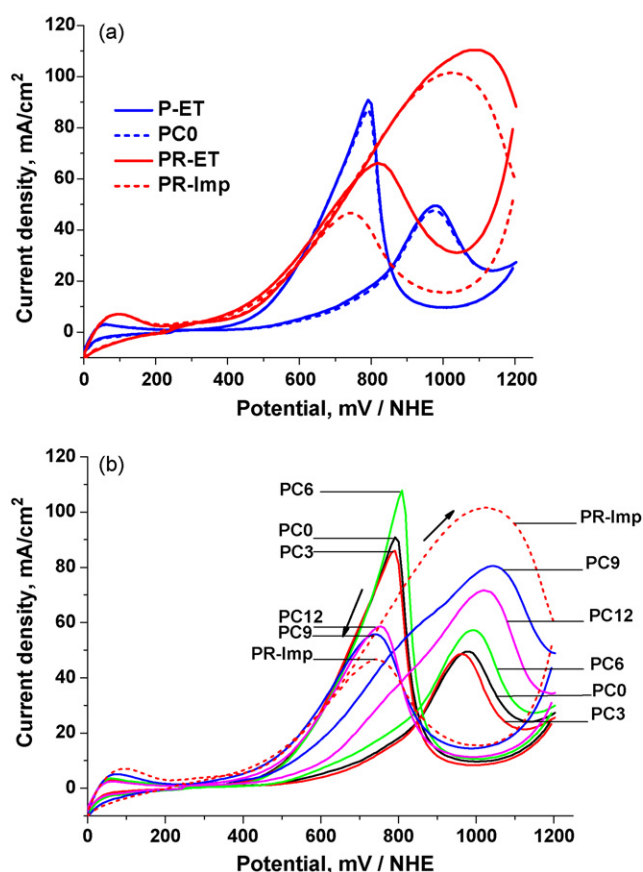 (a)
120
100
80
60
40
20
0
Current density, mA/cm²
P-ET
PC0
PR-ET
PR-Imp
0 200 400 600 800 1000 1200
Potential, mV / NHE
(b)
120
100
80
60
40
20
0
Current density, mA/cm²
PC6
PC0
PC3
PC12
PC9
PR-Imp
PR-Imp
PC9
PC12
PC6
PC0
PC3
0 200 400 600 800 1000 1200
Potential, mV / NHE